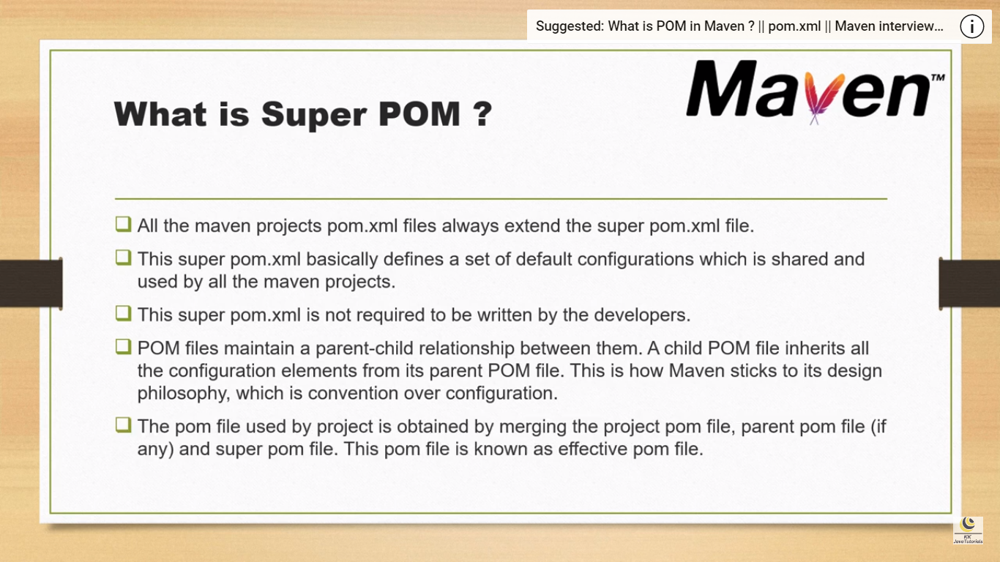 Suggested: What is POM in Maven ? || pom.xml || Maven interview...
Maven™
What is Super POM ?
All the maven projects pom.xml files always extend the super pom.xml file.
This super pom.xml basically defines a set of default configurations which is shared and
used by all the maven projects.
This super pom.xml is not required to be written by the developers.
POM files maintain a parent-child relationship between them. A child POM file inherits all
the configuration elements from its parent POM file. This is how Maven sticks to its design
philosophy, which is convention over configuration.
The pom file used by project is obtained by merging the project pom file, parent pom file (if
any) and super pom file. This pom file is known as effective pom file.
KK
JavaTutorials